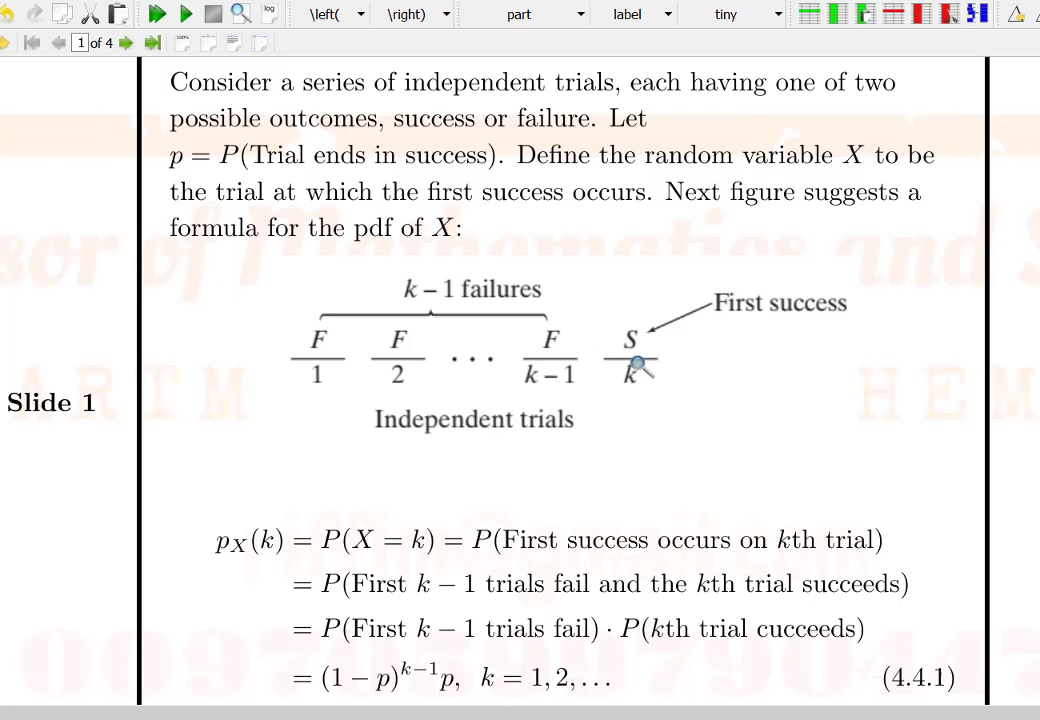 log
\left( \right) part label tiny
1 of 4
100%
Consider a series of independent trials, each having one of two
possible outcomes, success or failure. Let
p = P(Trial ends in success). Define the random variable X to be
the trial at which the first success occurs. Next figure suggests a
formula for the pdf of X:
k – 1 failures
First success
F F ... F S
1 2 k – 1 k
Independent trials
Slide 1
p_X(k) = P(X = k) = P(First success occurs on kth trial)
= P(First k − 1 trials fail and the kth trial succeeds)
= P(First k − 1 trials fail) · P(kth trial cucceeds)
= (1 − p)^{k−1}p, k = 1, 2, ... (4.4.1)